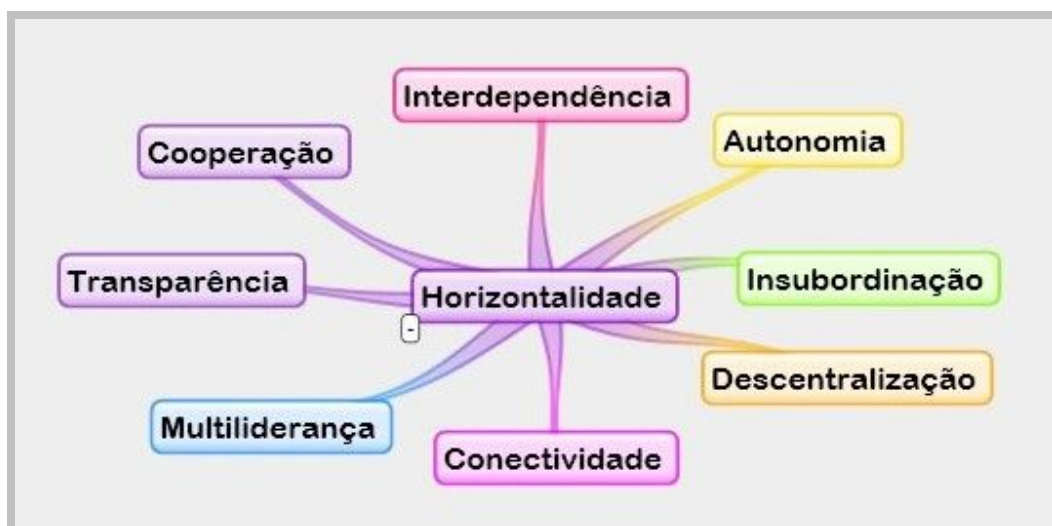 Interdependência
Autonomia
Cooperação
Transparência
Insubordinação
Horizontalidade
-
Descentralização
Multiliderança
Conectividade